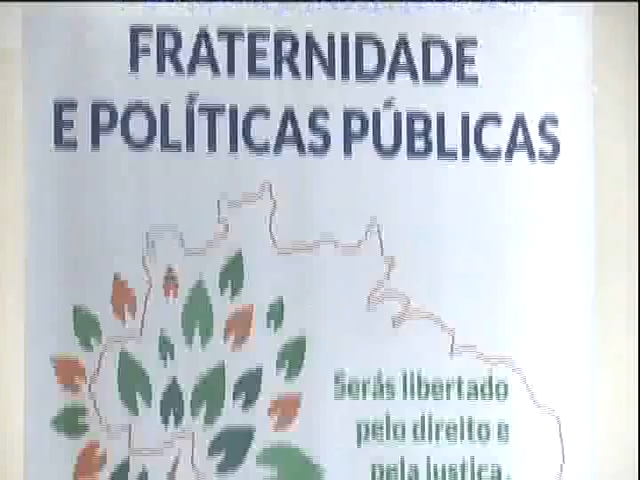 FRATERNIDADE
E POLÍTICAS PÚBLICAS
Serás libertado
pelo direito e
pela justiça.